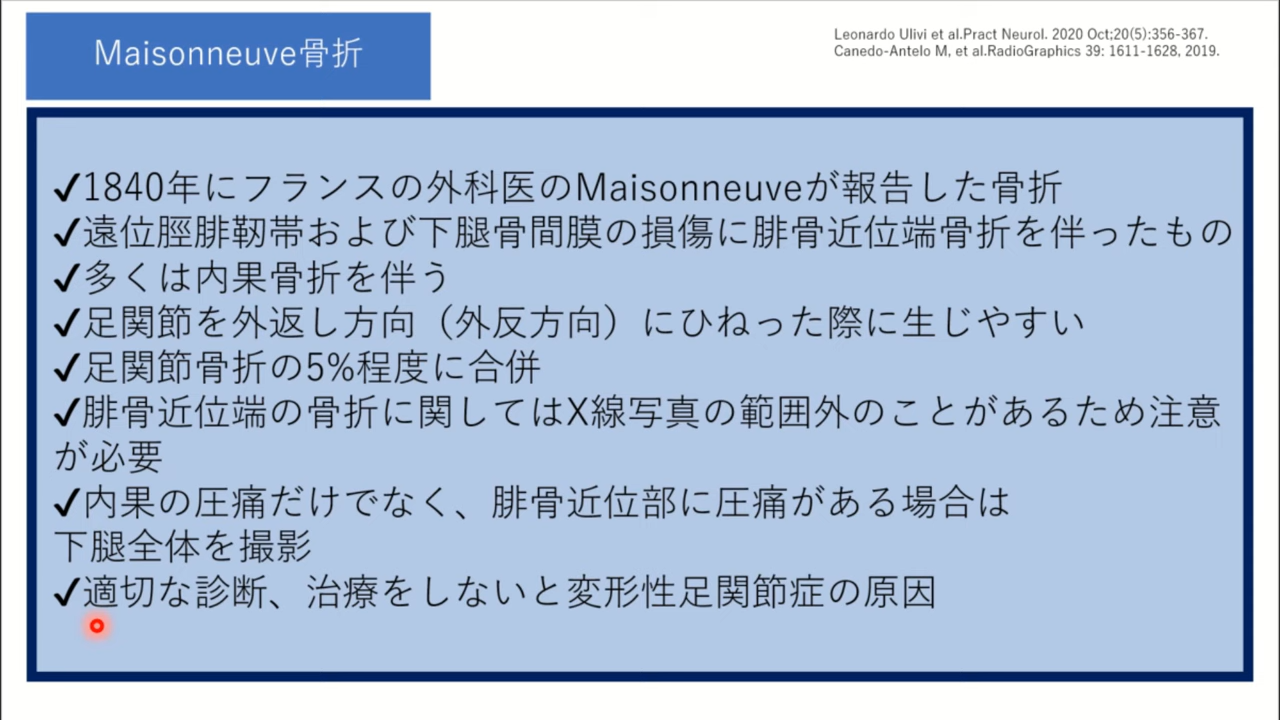 Maisonneuve骨折
Leonardo Ulivi et al.Pract Neurol. 2020 Oct;20(5):356-367.
Canedo-Antelo M, et al.RadioGraphics 39: 1611-1628, 2019.
✓1840年にフランスの外科医のMaisonneuveが報告した骨折
✓遠位脛腓靭帯および下腿骨間膜の損傷に腓骨近位端骨折を伴ったもの
✓多くは内果骨折を伴う
✓足関節を外返し方向（外反方向）にひねった際に生じやすい
✓足関節骨折の5%程度に合併
✓腓骨近位端の骨折に関してはX線写真の範囲外のことがあるため注意
が必要
✓内果の圧痛だけでなく、腓骨近位部に圧痛がある場合は
下腿全体を撮影
✓適切な診断、治療をしないと変形性足関節症の原因